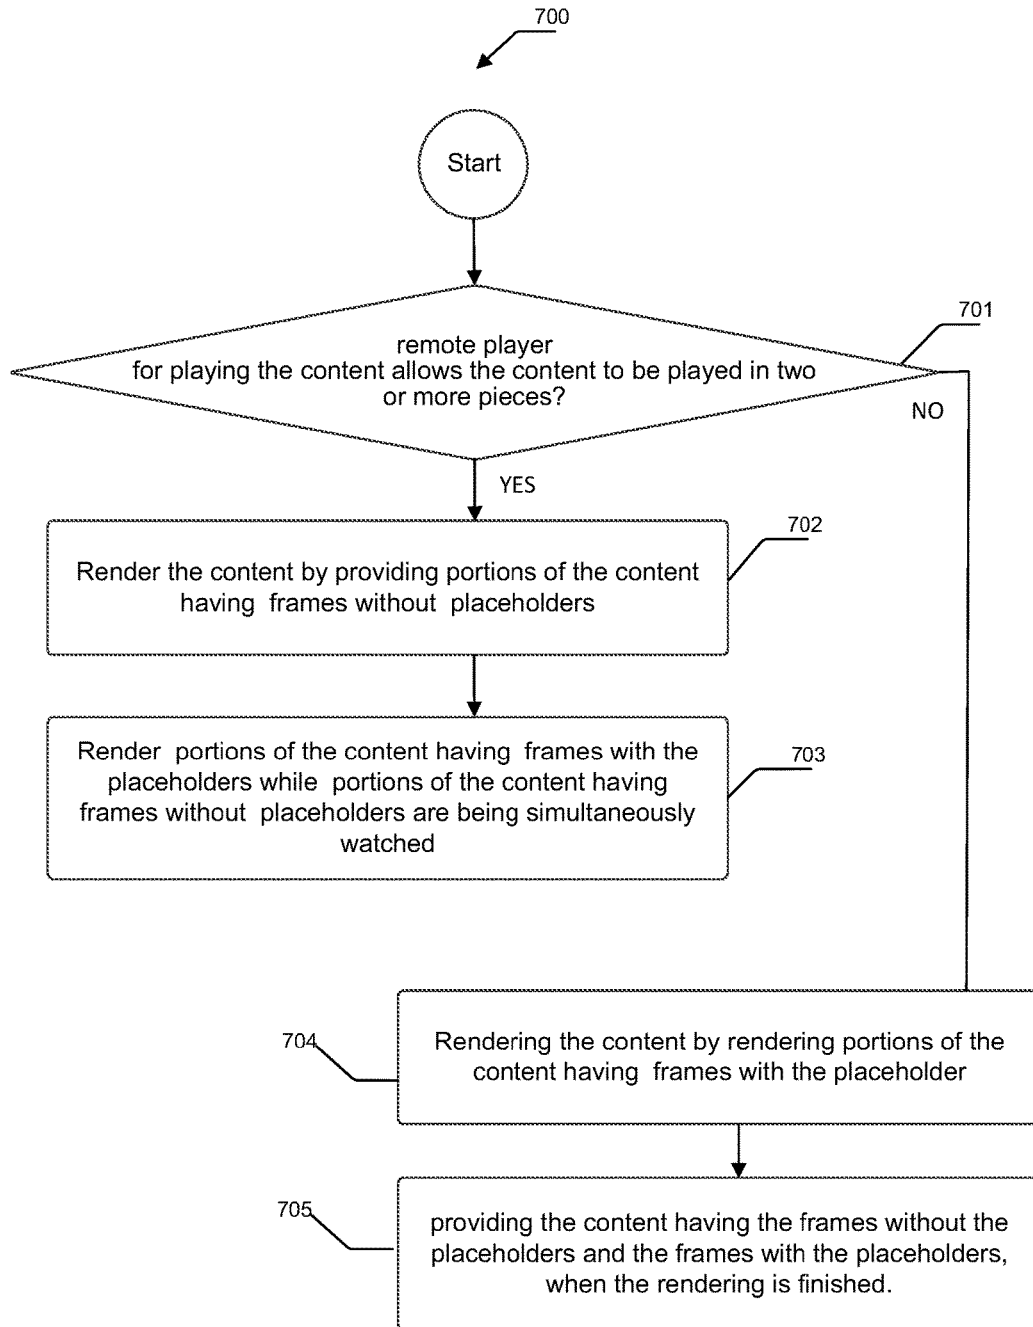 700
Start
701
remote player
for playing the content allows the content to be played in two
or more pieces?
NO
YES
702
Render the content by providing portions of the content
having frames without placeholders
703
Render portions of the content having frames with the
placeholders while portions of the content having
frames without placeholders are being simultaneously
watched
704
Rendering the content by rendering portions of the
content having frames with the placeholder
705
providing the content having the frames without the
placeholders and the frames with the placeholders,
when the rendering is finished.